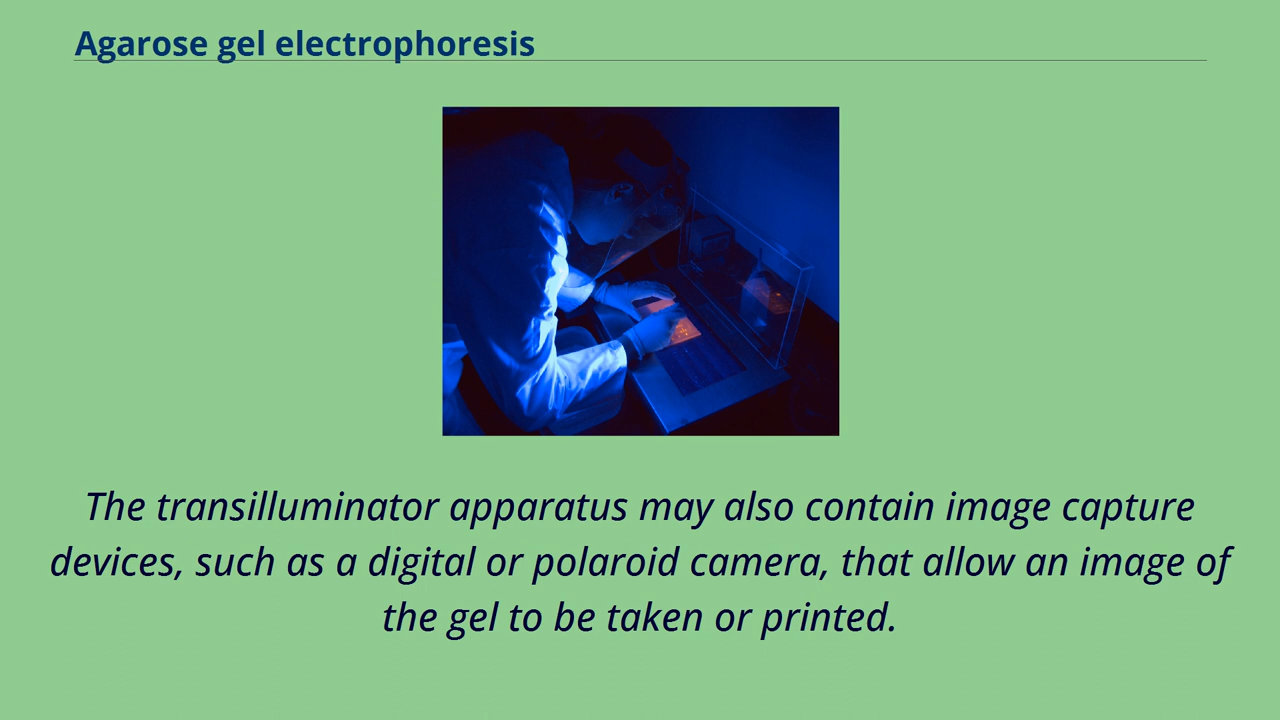 Agarose gel electrophoresis
The transilluminator apparatus may also contain image capture
devices, such as a digital or polaroid camera, that allow an image of
the gel to be taken or printed.